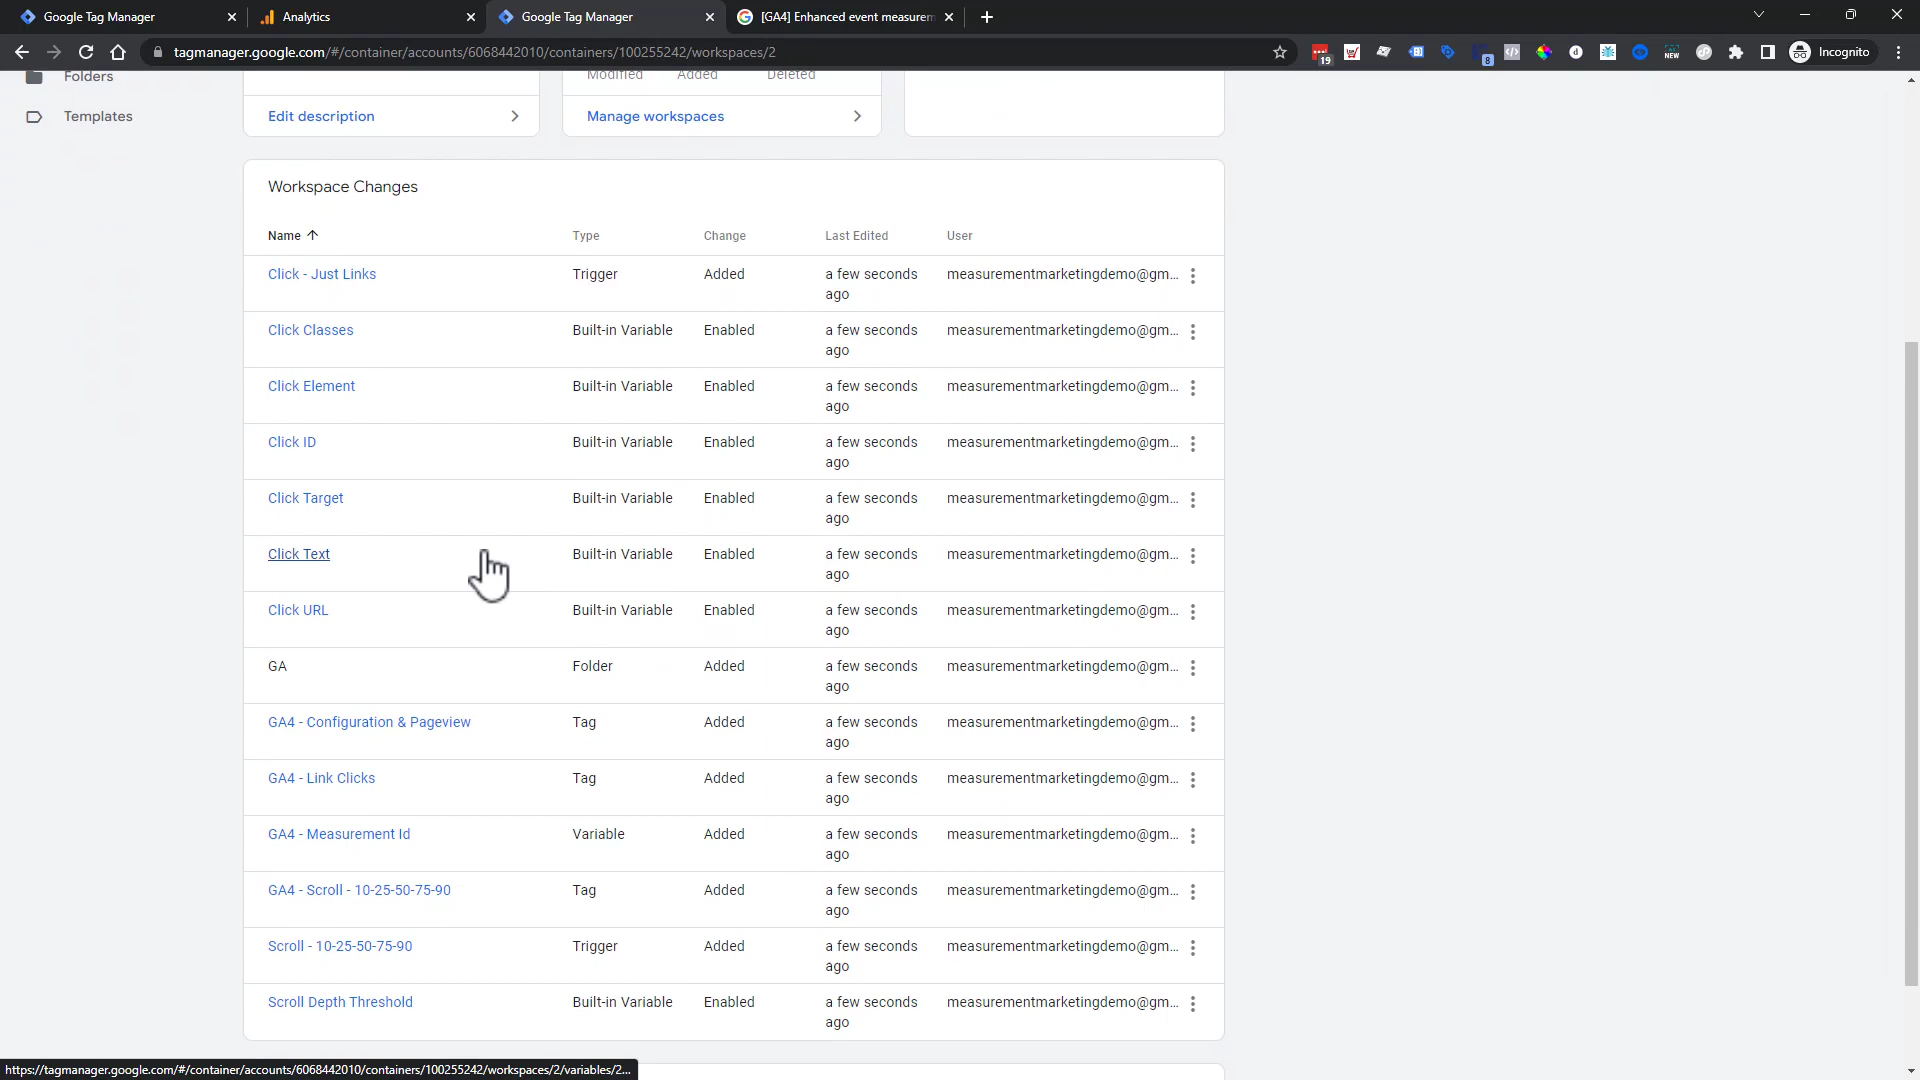 Google Tag Manager
Analytics
Google Tag Manager
[GA4] Enhanced event measurem
tagmanager.google.com/#/container/accounts/6068442010/containers/100255242/workspaces/2
19
8
NEW
Incognito
Folders
Templates
Modified Added Deleted
Edit description
Manage workspaces
Workspace Changes
Name Type Change Last Edited User
Click - Just Links Trigger Added a few seconds ago measurementmarketingdemo@gm...
Click Classes Built-in Variable Enabled a few seconds ago measurementmarketingdemo@gm...
Click Element Built-in Variable Enabled a few seconds ago measurementmarketingdemo@gm...
Click ID Built-in Variable Enabled a few seconds ago measurementmarketingdemo@gm...
Click Target Built-in Variable Enabled a few seconds ago measurementmarketingdemo@gm...
Click Text Built-in Variable Enabled a few seconds ago measurementmarketingdemo@gm...
Click URL Built-in Variable Enabled a few seconds ago measurementmarketingdemo@gm...
GA Folder Added a few seconds ago measurementmarketingdemo@gm...
GA4 - Configuration & Pageview Tag Added a few seconds ago measurementmarketingdemo@gm...
GA4 - Link Clicks Tag Added a few seconds ago measurementmarketingdemo@gm...
GA4 - Measurement Id Variable Added a few seconds ago measurementmarketingdemo@gm...
GA4 - Scroll - 10-25-50-75-90 Tag Added a few seconds ago measurementmarketingdemo@gm...
Scroll - 10-25-50-75-90 Trigger Added a few seconds ago measurementmarketingdemo@gm...
Scroll Depth Threshold Built-in Variable Enabled a few seconds ago measurementmarketingdemo@gm...
https://tagmanager.google.com/#/container/accounts/6068442010/containers/100255242/workspaces/2/variables/2...